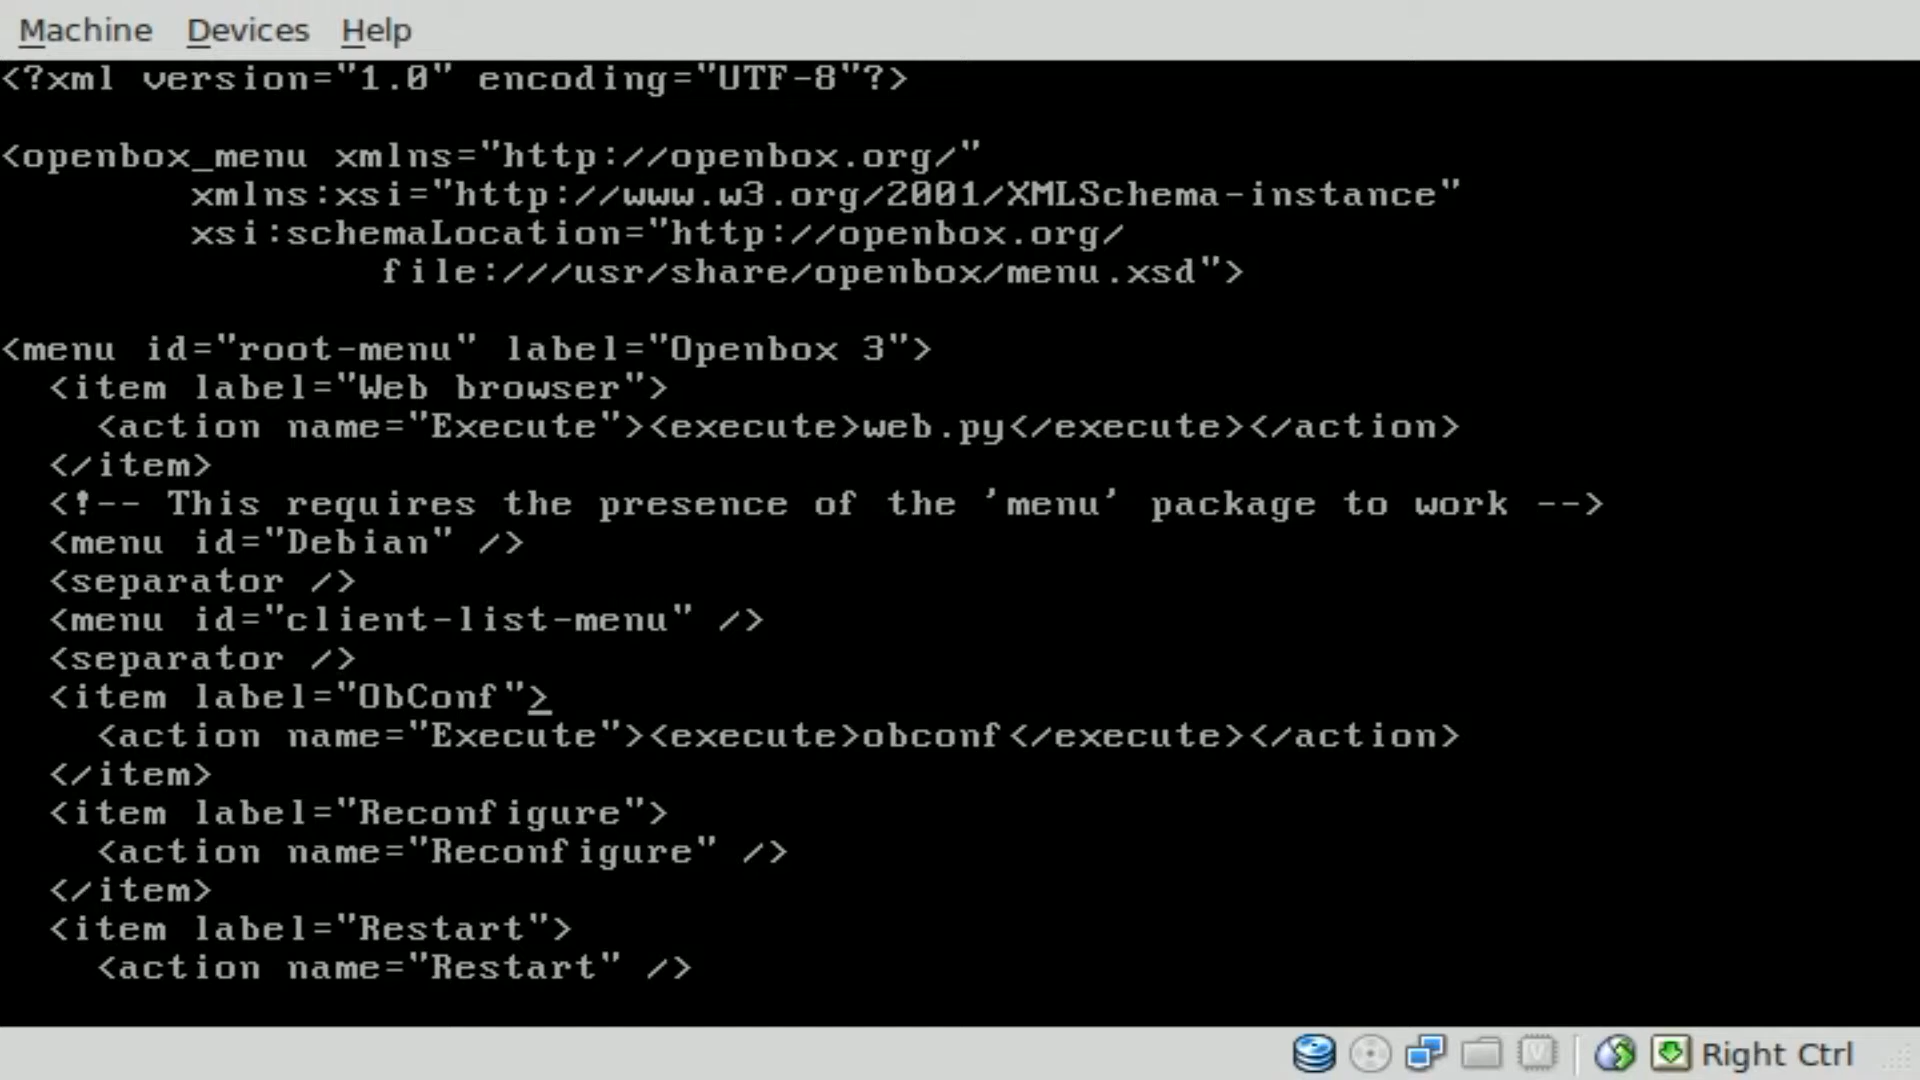 Machine Devices Help
<?xml version="1.0" encoding="UTF-8"?>
<openbox_menu xmlns="http://openbox.org/"
xmlns:xsi="http://www.w3.org/2001/XMLSchema-instance"
xsi:schemaLocation="http://openbox.org/
file:///usr/share/openbox/menu.xsd">
<menu id="root-menu" label="Openbox 3">
<item label="Web browser">
<action name="Execute"><execute>web.py</execute></action>
</item>
<!-- This requires the presence of the 'menu' package to work -->
<menu id="Debian" />
<separator />
<menu id="client-list-menu" />
<separator />
<item label="ObConf">
<action name="Execute"><execute>obconf</execute></action>
</item>
<item label="Reconfigure">
<action name="Reconfigure" />
</item>
<item label="Restart">
<action name="Restart" />
Right Ctrl